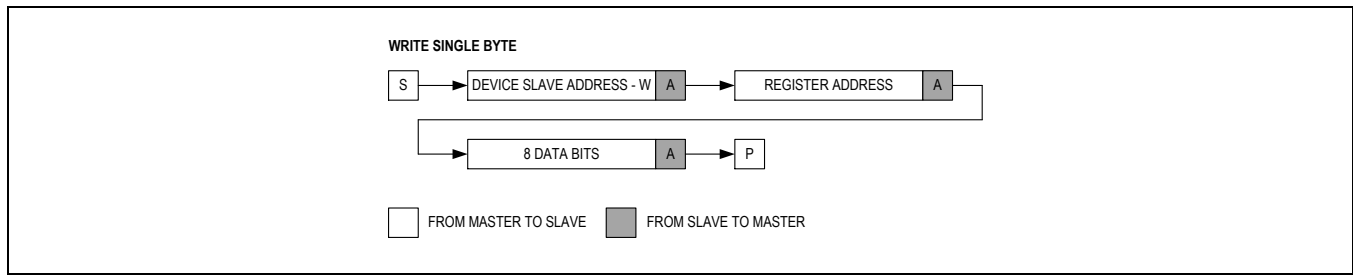 WRITE SINGLE BYTE
S DEVICE SLAVE ADDRESS - W A REGISTER ADDRESS A
8 DATA BITS A P
FROM MASTER TO SLAVE FROM SLAVE TO MASTER